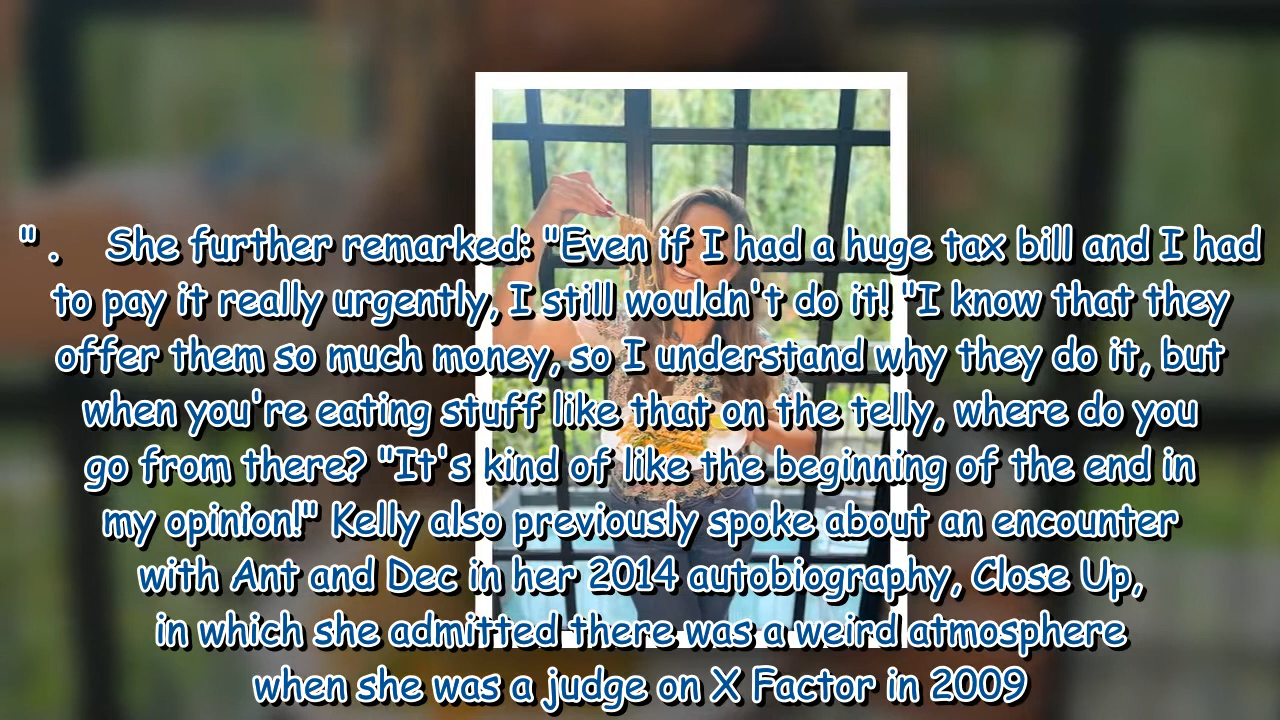 " .    She further remarked: "Even if I had a huge tax bill and I had
to pay it really urgently, I still wouldn't do it! "I know that they
offer them so much money, so I understand why they do it, but
when you're eating stuff like that on the telly, where do you
go from there? "It's kind of like the beginning of the end in
my opinion!" Kelly also previously spoke about an encounter
with Ant and Dec in her 2014 autobiography, Close Up,
in which she admitted there was a weird atmosphere
when she was a judge on X Factor in 2009